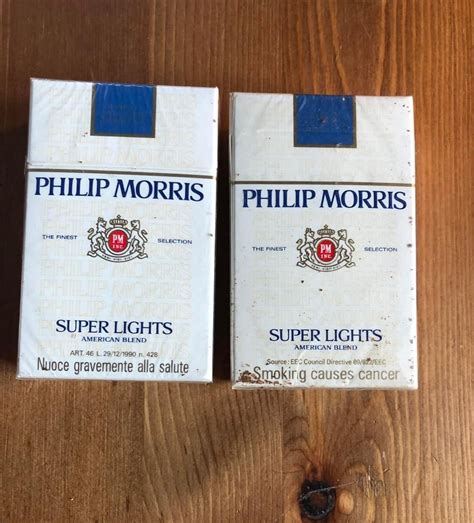 PHILIP MORRIS
THE FINEST
SELECTION
PM
INC.
SUPER LIGHTS
AMERICAN BLEND
ART. 46 L. 29/12/1990 n. 428
Nuoce gravemente alla salute
PHILIP MORRIS
THE FINEST
SELECTION
PM
INC.
SUPER LIGHTS
AMERICAN BLEND
Source: EEC Council Directive
Smoking causes cancer